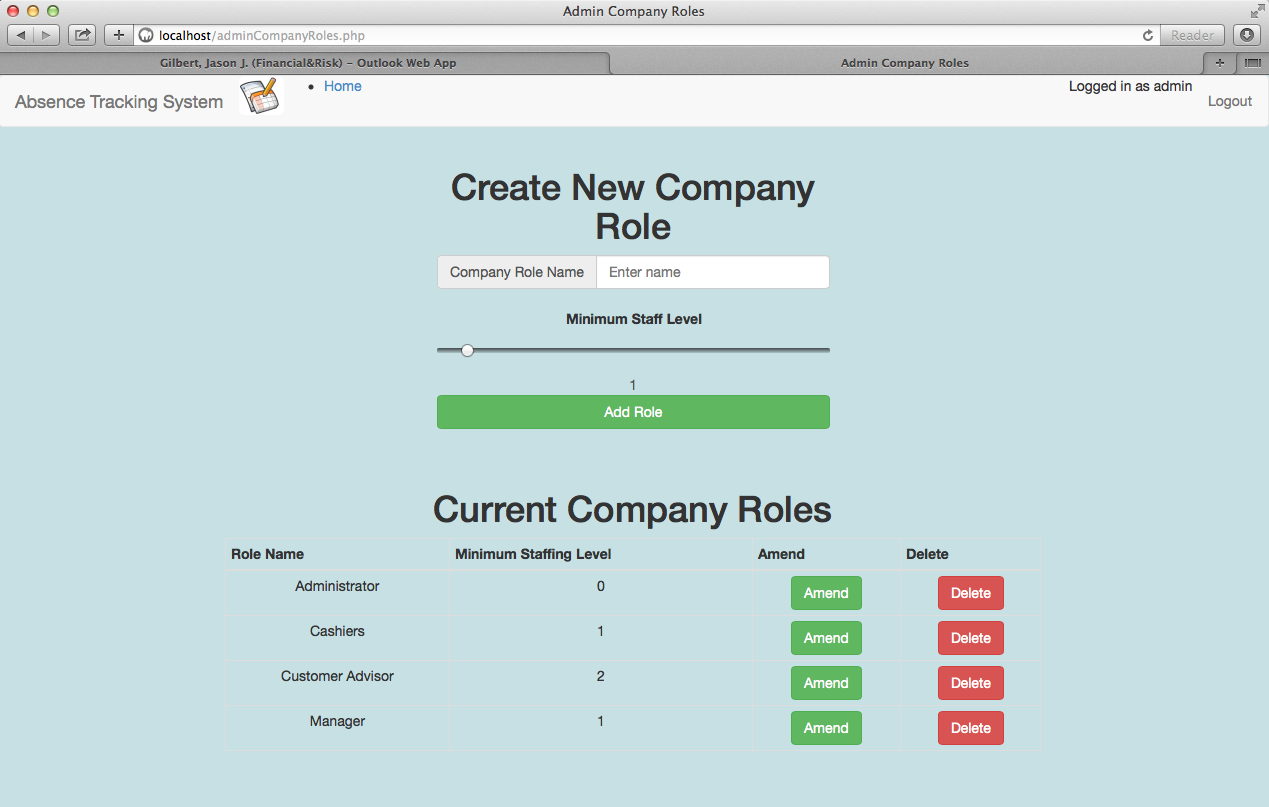 Admin Company Roles
localhost/adminCompanyRoles.php
Reader
Gilbert, Jason J. (Financial&Risk) – Outlook Web App
Admin Company Roles
Absence Tracking System
• Home
Logged in as admin
Logout
Create New Company
Role
Company Role Name
Enter name
Minimum Staff Level
1
Add Role
Current Company Roles
Role Name Minimum Staffing Level Amend Delete
Administrator 0 Amend Delete
Cashiers 1 Amend Delete
Customer Advisor 2 Amend Delete
Manager 1 Amend Delete